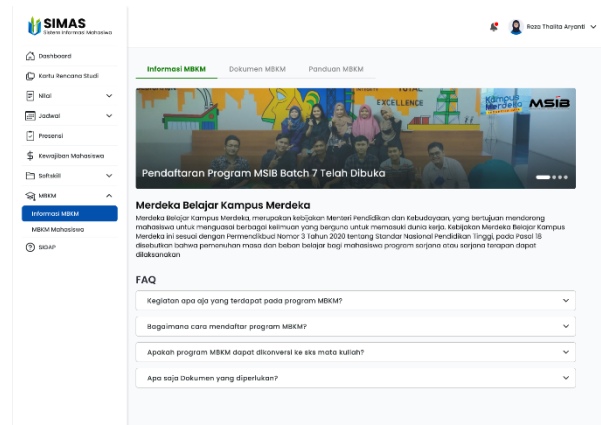 SIMAS
Sistem Informasi Mahasiswa
Reza Thalita Aryanti
Dashboard
Kartu Rencana Studi
Nilai
Jadwal
Presensi
Kewajiban Mahasiswa
Softskill
MBKM
Informasi MBKM
MBKM Mahasiswa
SIDAP
Informasi MBKM
Dokumen MBKM
Panduan MBKM
TOTAL
EXCELLENCE
Kampus
Merdeka
MSiB
Pendaftaran Program MSIB Batch 7 Telah Dibuka
Merdeka Belajar Kampus Merdeka
Merdeka Belajar Kampus Merdeka, merupakan kebijakan Menteri Pendidikan dan Kebudayaan, yang bertujuan mendorong
mahasiswa untuk menguasai berbagai keilmuan yang berguna untuk memasuki dunia kerja. Kebijakan Merdeka Belajar Kampus
Merdeka ini sesuai dengan Permendikbud Nomor 3 Tahun 2020 tentang Standar Nasional Pendidikan Tinggi, pada Pasal 18
disebutkan bahwa pemenuhan masa dan beban belajar bagi mahasiswa program sarjana atau sarjana terapan dapat
dilaksanakan
FAQ
Kegiatan apa aja yang terdapat pada program MBKM?
Bagaimana cara mendaftar program MBKM?
Apakah program MBKM dapat dikonversi ke sks mata kuliah?
Apa saja Dokumen yang diperlukan?